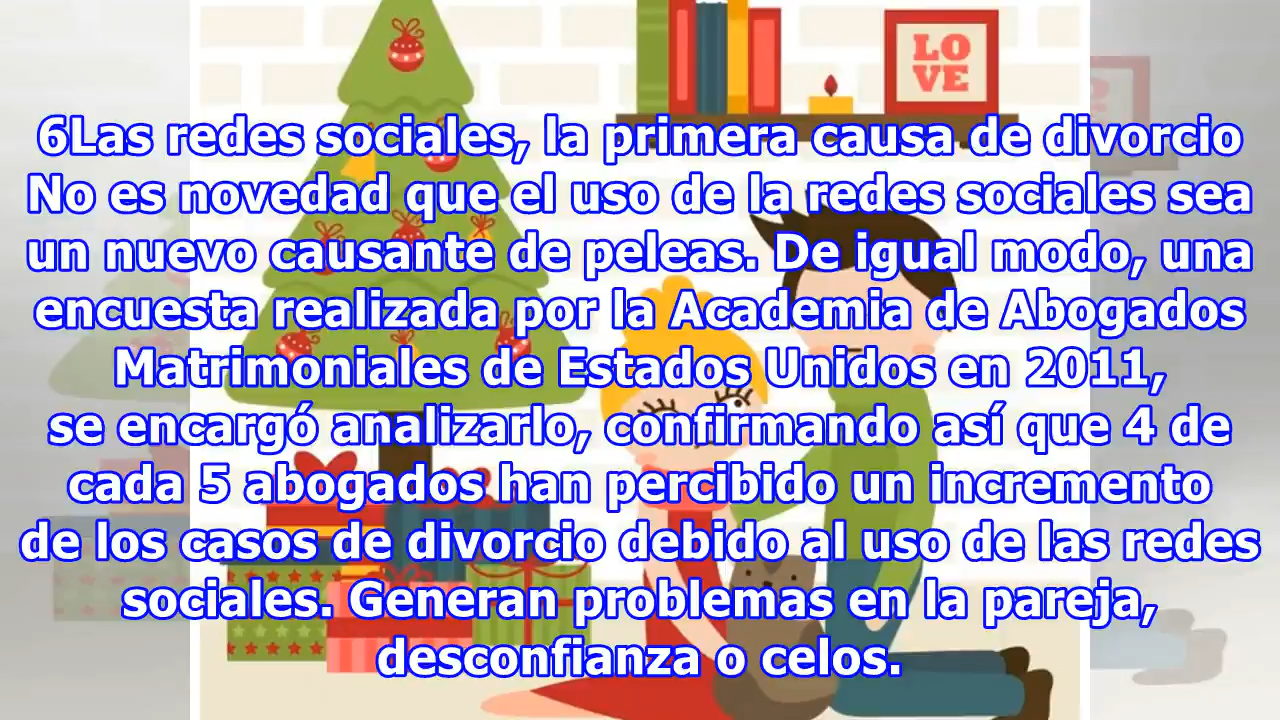 LO
VE
6Las redes sociales, la primera causa de divorcio
No es novedad que el uso de la redes sociales sea
un nuevo causante de peleas. De igual modo, una
encuesta realizada por la Academia de Abogados
Matrimoniales de Estados Unidos en 2011,
se encargó analizarlo, confirmando así que 4 de
cada 5 abogados han percibido un incremento
de los casos de divorcio debido al uso de las redes
sociales. Generan problemas en la pareja,
desconfianza o celos.